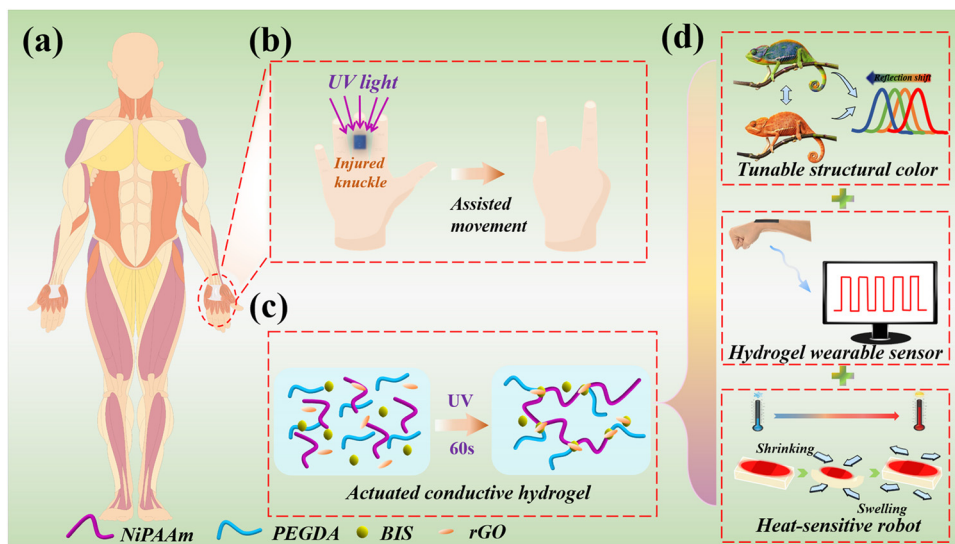 (a)
(b)
UV light
Injured
knuckle
Assisted
movement
(c)
UV
60s
Actuated conductive hydrogel
NiPAAm
PEGDA
BIS
rGO
(d)
Reflection shift
Tunable structural color
Hydrogel wearable sensor
Shrinking
Swelling
Heat-sensitive robot